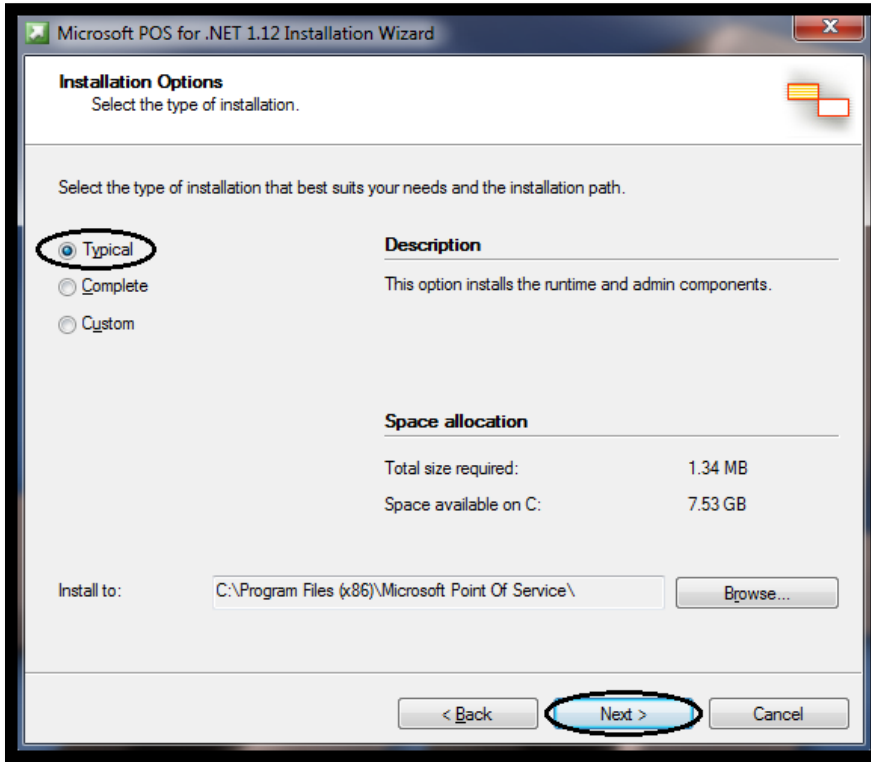 Microsoft POS for .NET 1.12 Installation Wizard
X
Installation Options
Select the type of installation.
Select the type of installation that best suits your needs and the installation path.
Typical
Complete
Custom
Description
This option installs the runtime and admin components.
Space allocation
Total size required: 1.34 MB
Space available on C: 7.53 GB
Install to: C:\Program Files (x86)\Microsoft Point Of Service\ Browse...
< Back Next > Cancel